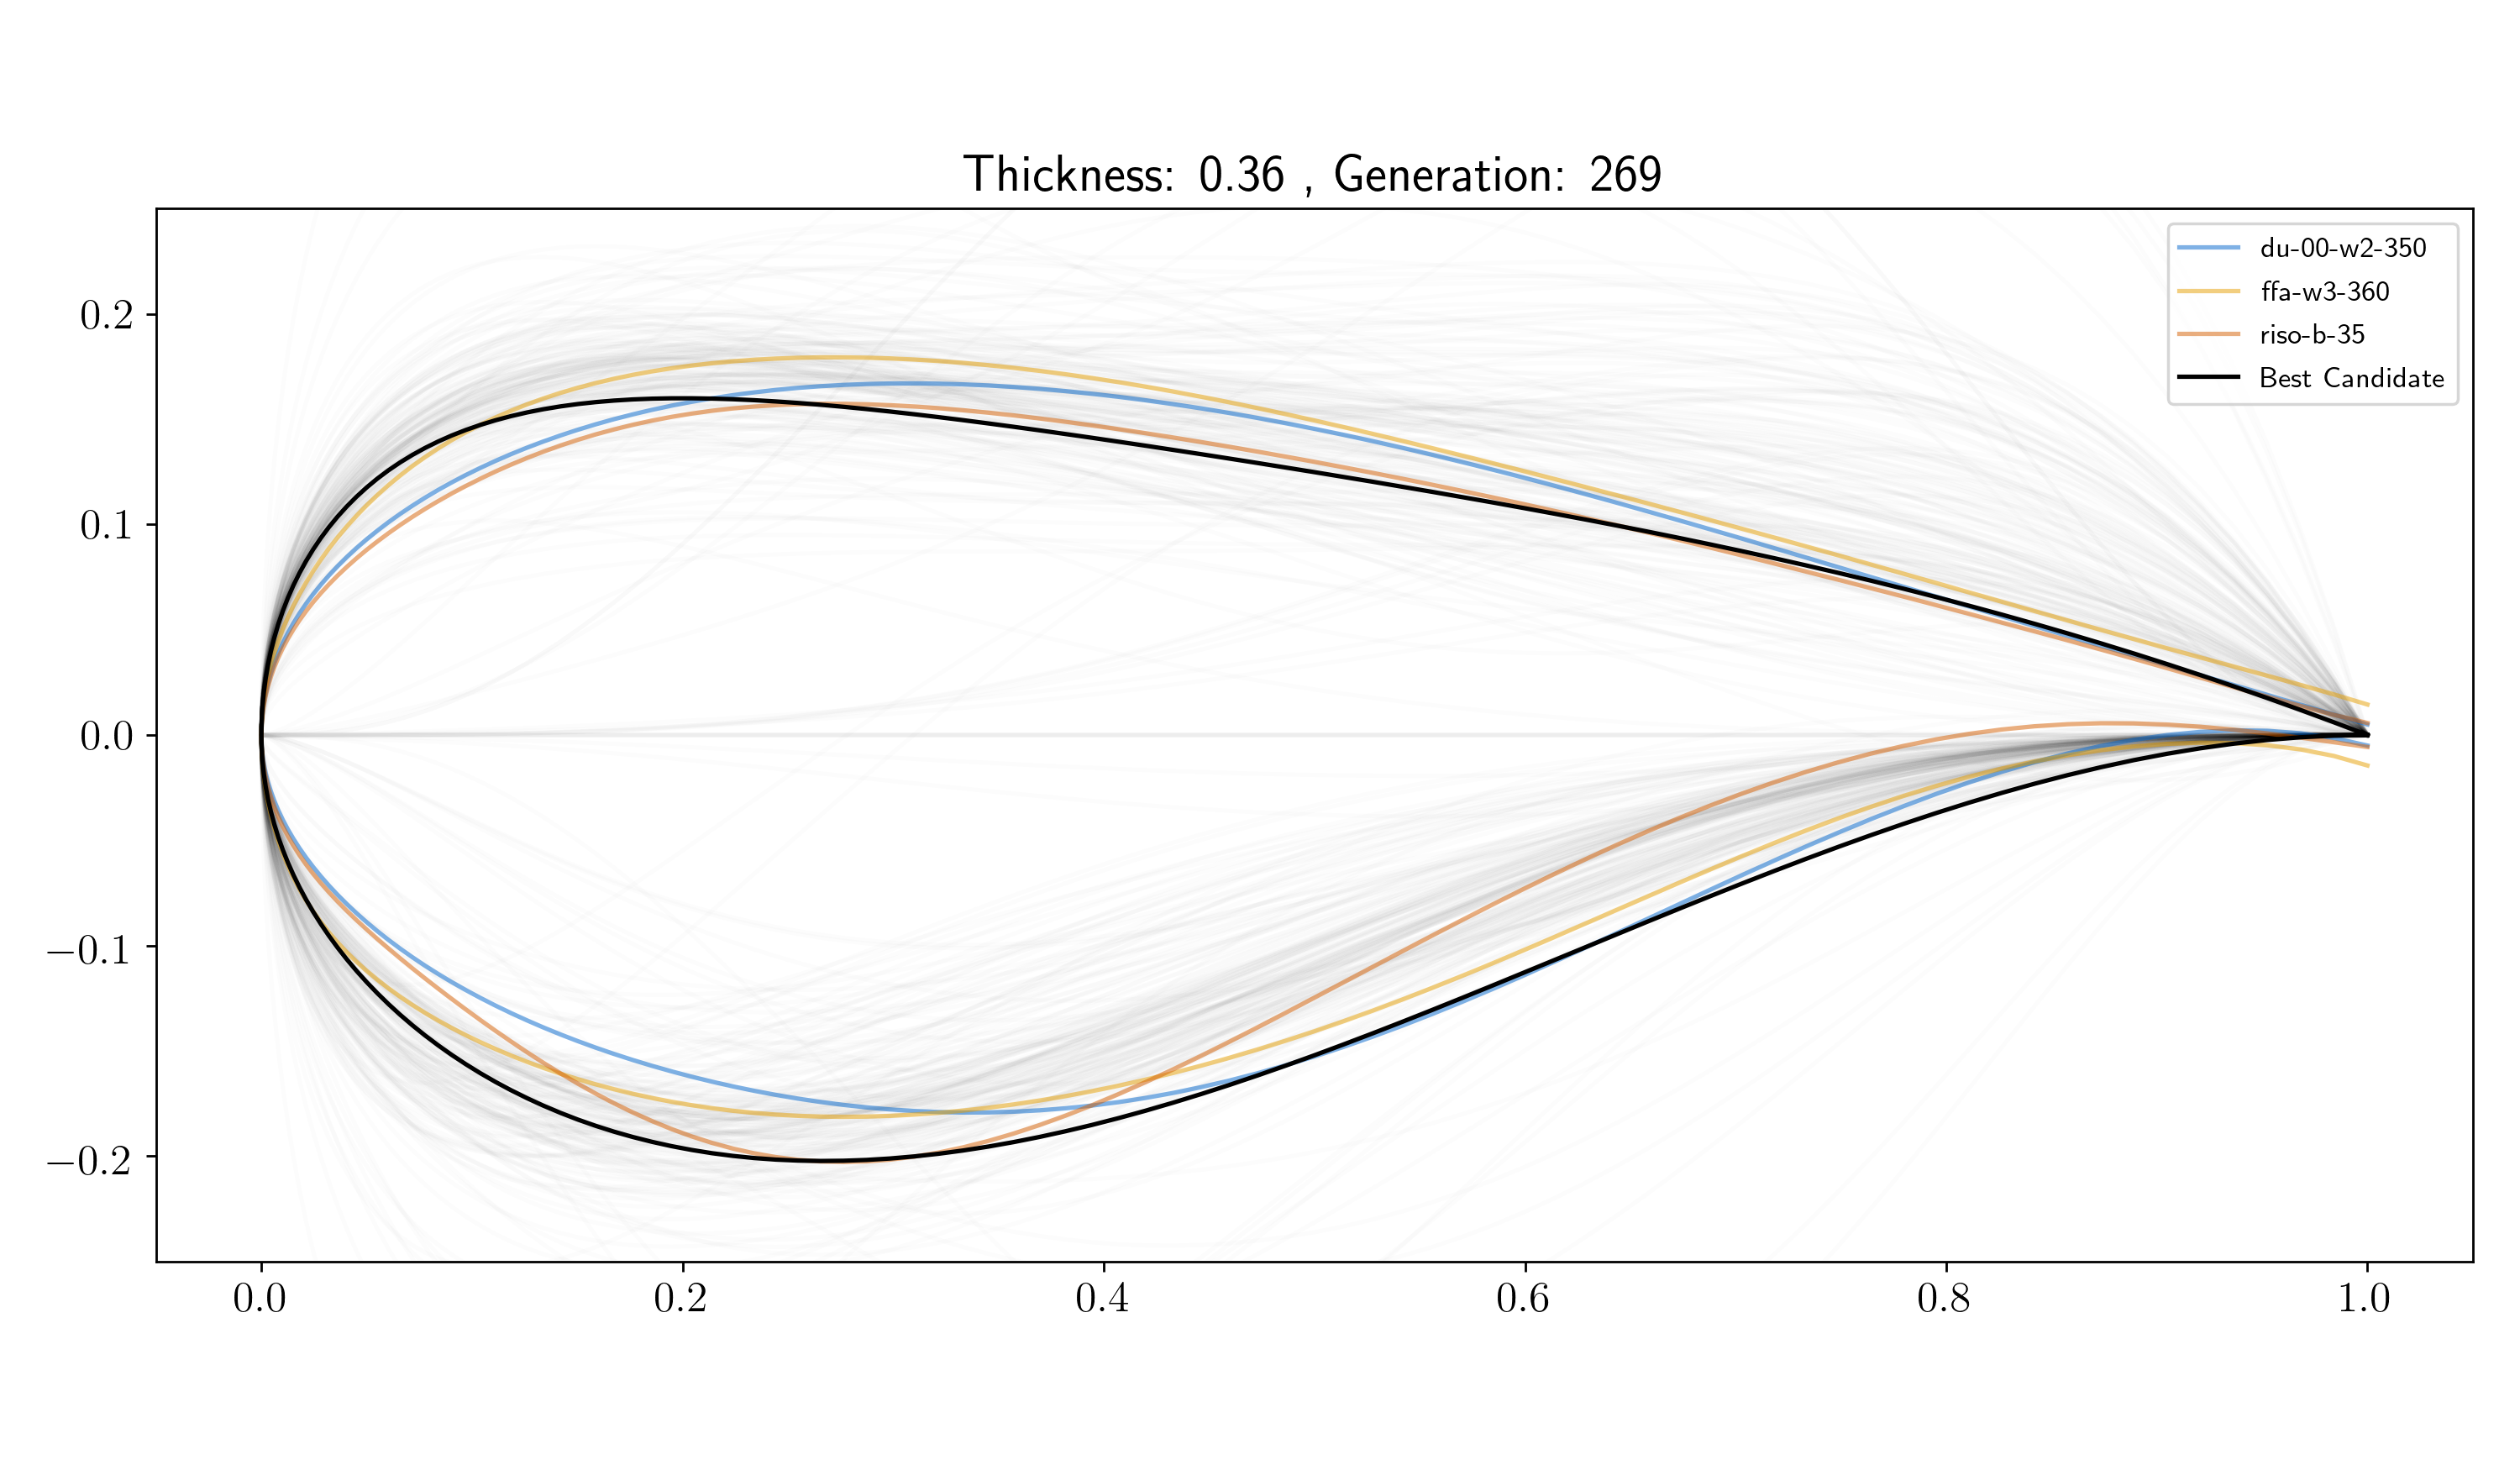 Thickness: 0.36 , Generation: 269
du-00-w2-350
ffa-w3-360
riso-b-35
Best Candidate
0.2
0.1
0.0
−0.1
−0.2
0.0 0.2 0.4 0.6 0.8 1.0